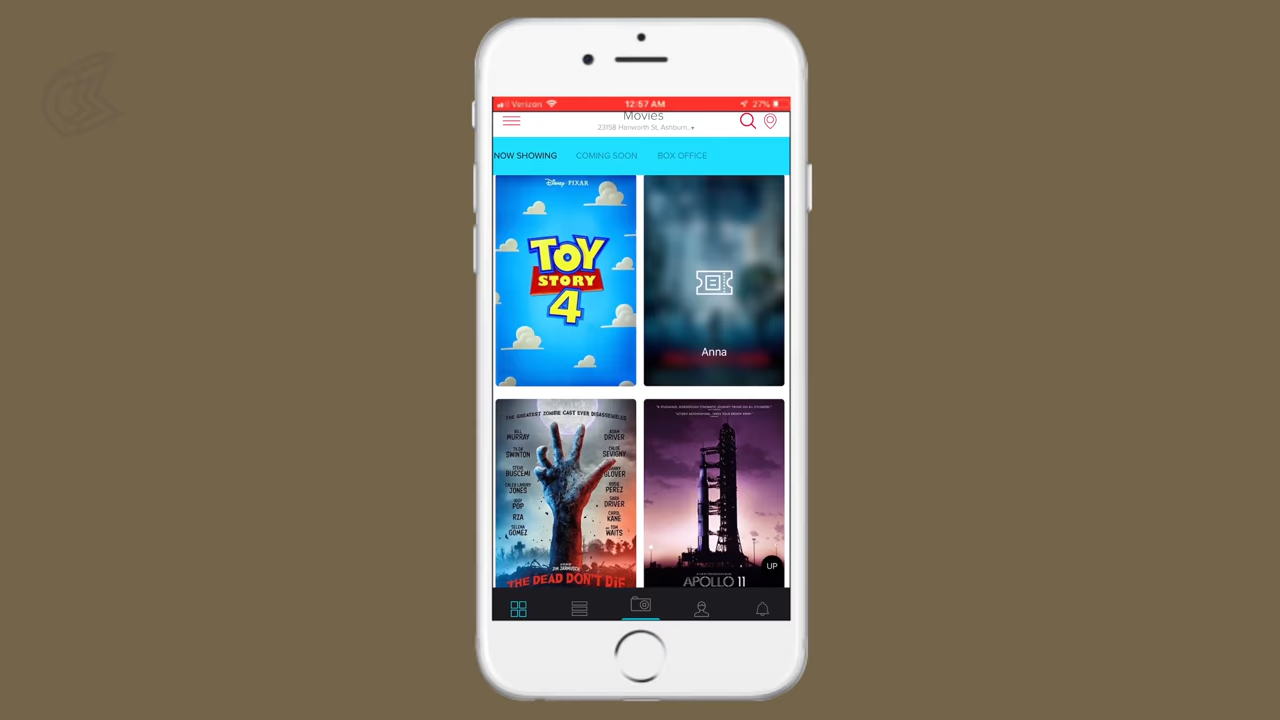 Verizon 12:57 AM 27%
Movies
23158 Hanworth St, Ashburn,
NOW SHOWING COMING SOON BOX OFFICE
Disney PIXAR
TOY
STORY
4
Anna
THE GREATEST ZOMBIE CAST EVER DISASSEMBLED
BILL MURRAY
ADAM DRIVER
TILDA SWINTON
CHLOË SEVIGNY
STEVE BUSCEMI
DANNY GLOVER
CALEB LANDRY JONES
ROSIE PEREZ
IGGY POP
SARA DRIVER
RZA
CAROL KANE
SELENA GOMEZ
TOM WAITS
JIM JARMUSCH
THE DEAD DON'T DIE
APOLLO 11
UP